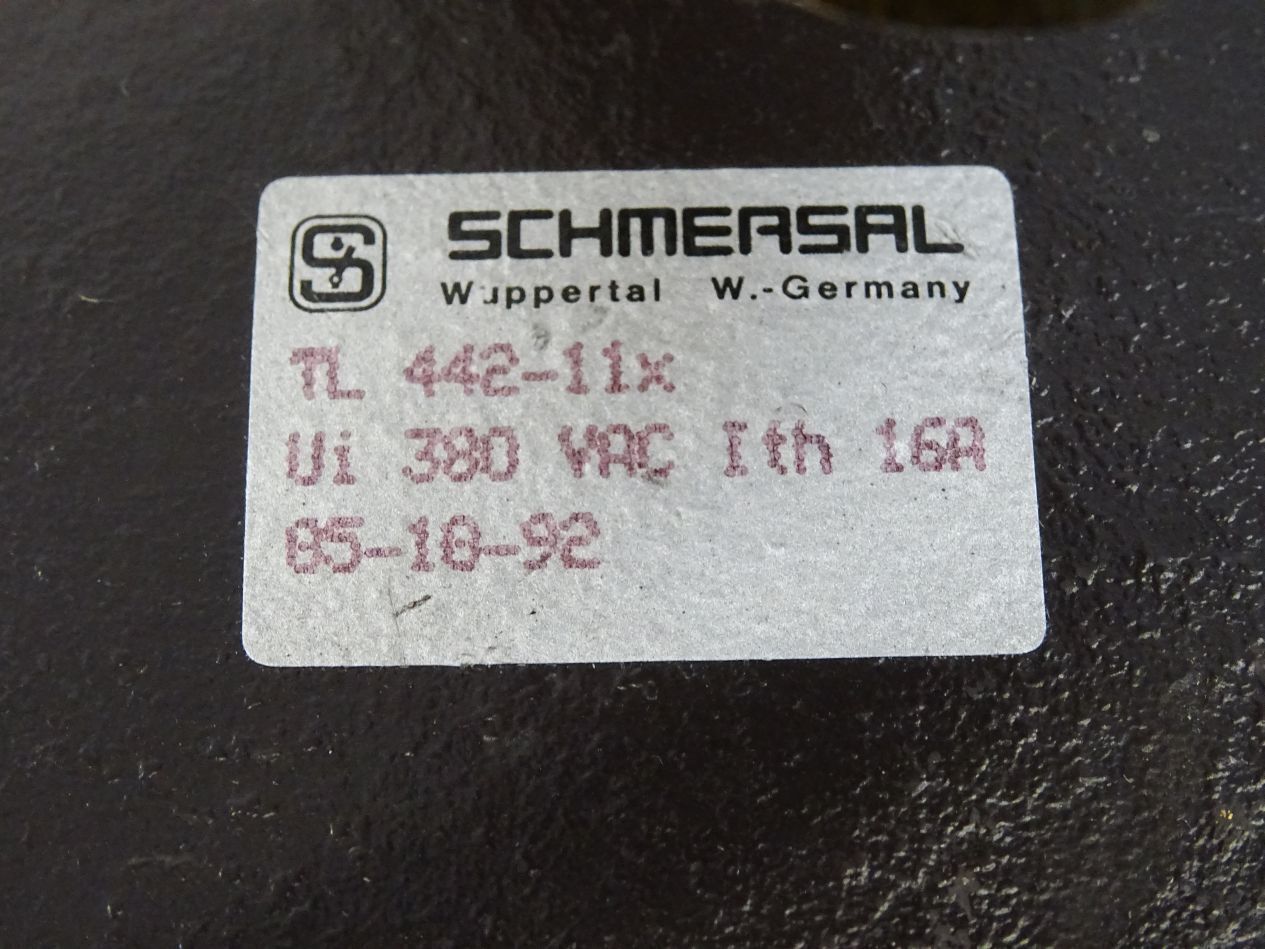 SCHMERSAL
Wuppertal W.-Germany
TL 442-11x
Ui 380 VAC Ith 16A
05-10-92